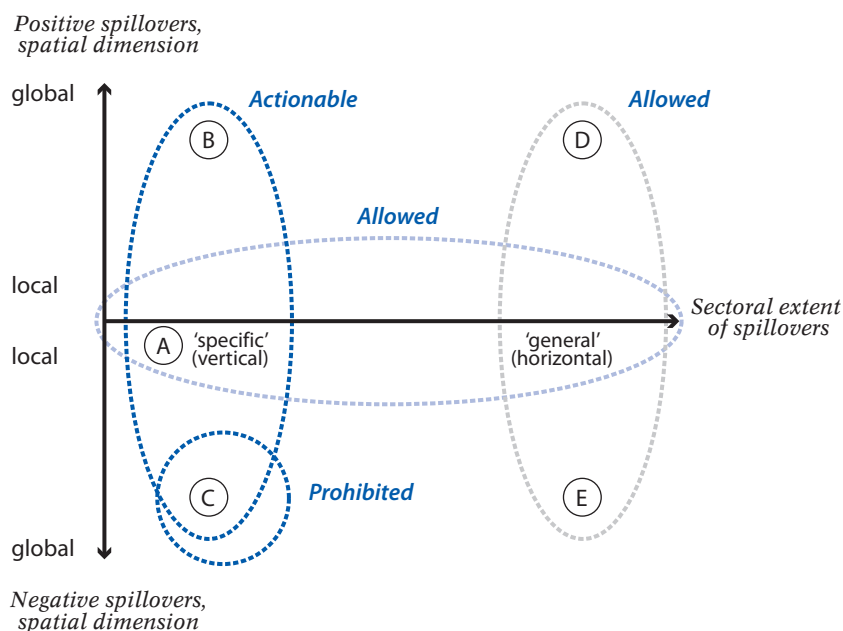 Positive spillovers,
spatial dimension
global
Actionable
Allowed
B
D
Allowed
local
Sectoral extent
of spillovers
A
'specific'
(vertical)
'general'
(horizontal)
local
C
Prohibited
E
global
Negative spillovers,
spatial dimension